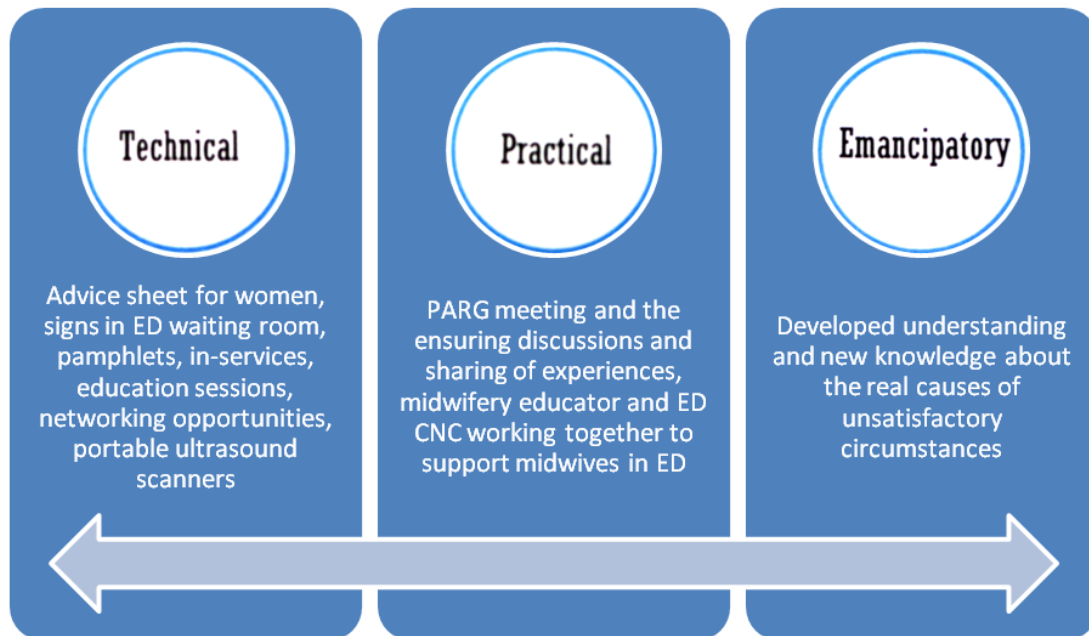 Technical
Advice sheet for women,
signs in ED waiting room,
pamphlets, in-services,
education sessions,
networking opportunities,
portable ultrasound
scanners
Practical
PARG meeting and the
ensuring discussions and
sharing of experiences,
midwifery educator and ED
CNC working together to
support midwives in ED
Emancipatory
Developed understanding
and new knowledge about
the real causes of
unsatisfactory
circumstances